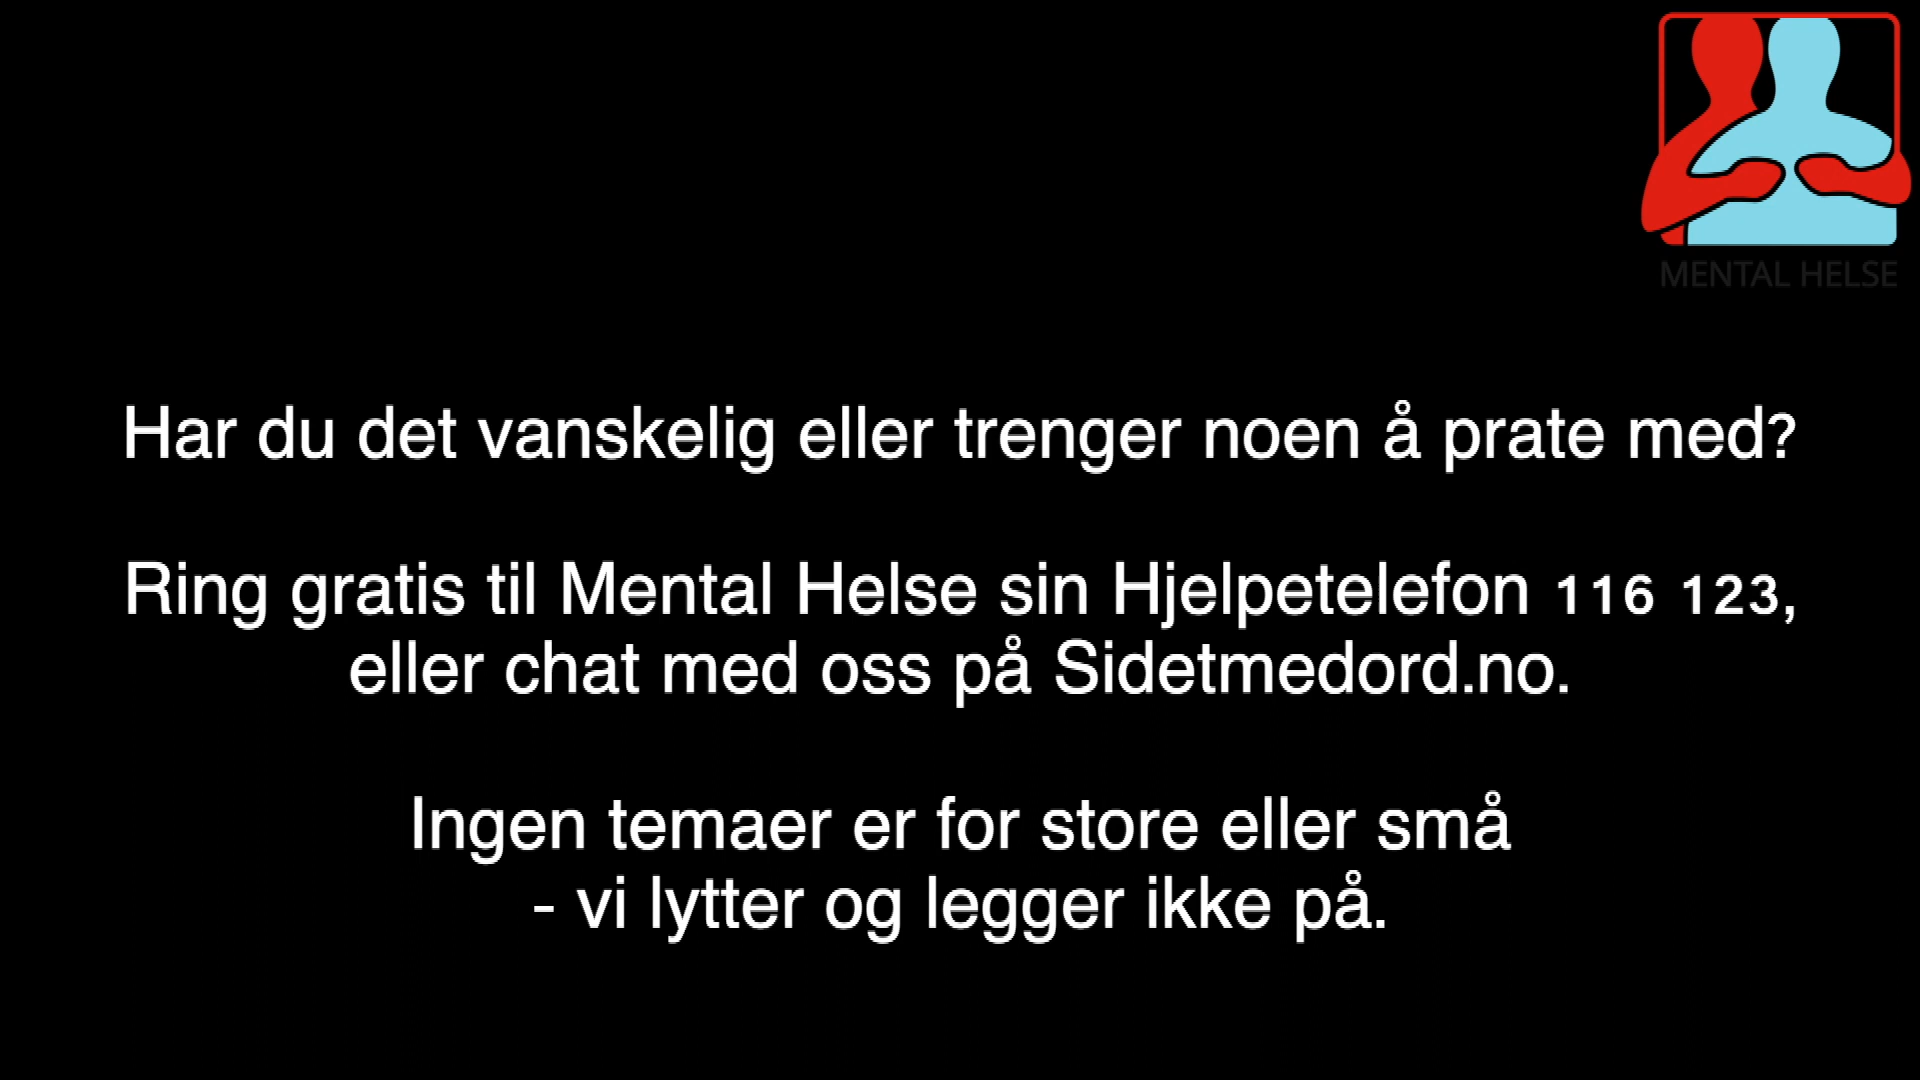 MENTAL HELSE
Har du det vanskelig eller trenger noen å prate med?
Ring gratis til Mental Helse sin Hjelpetelefon 116 123,
eller chat med oss på Sidetmedord.no.
Ingen temaer er for store eller små
- vi lytter og legger ikke på.